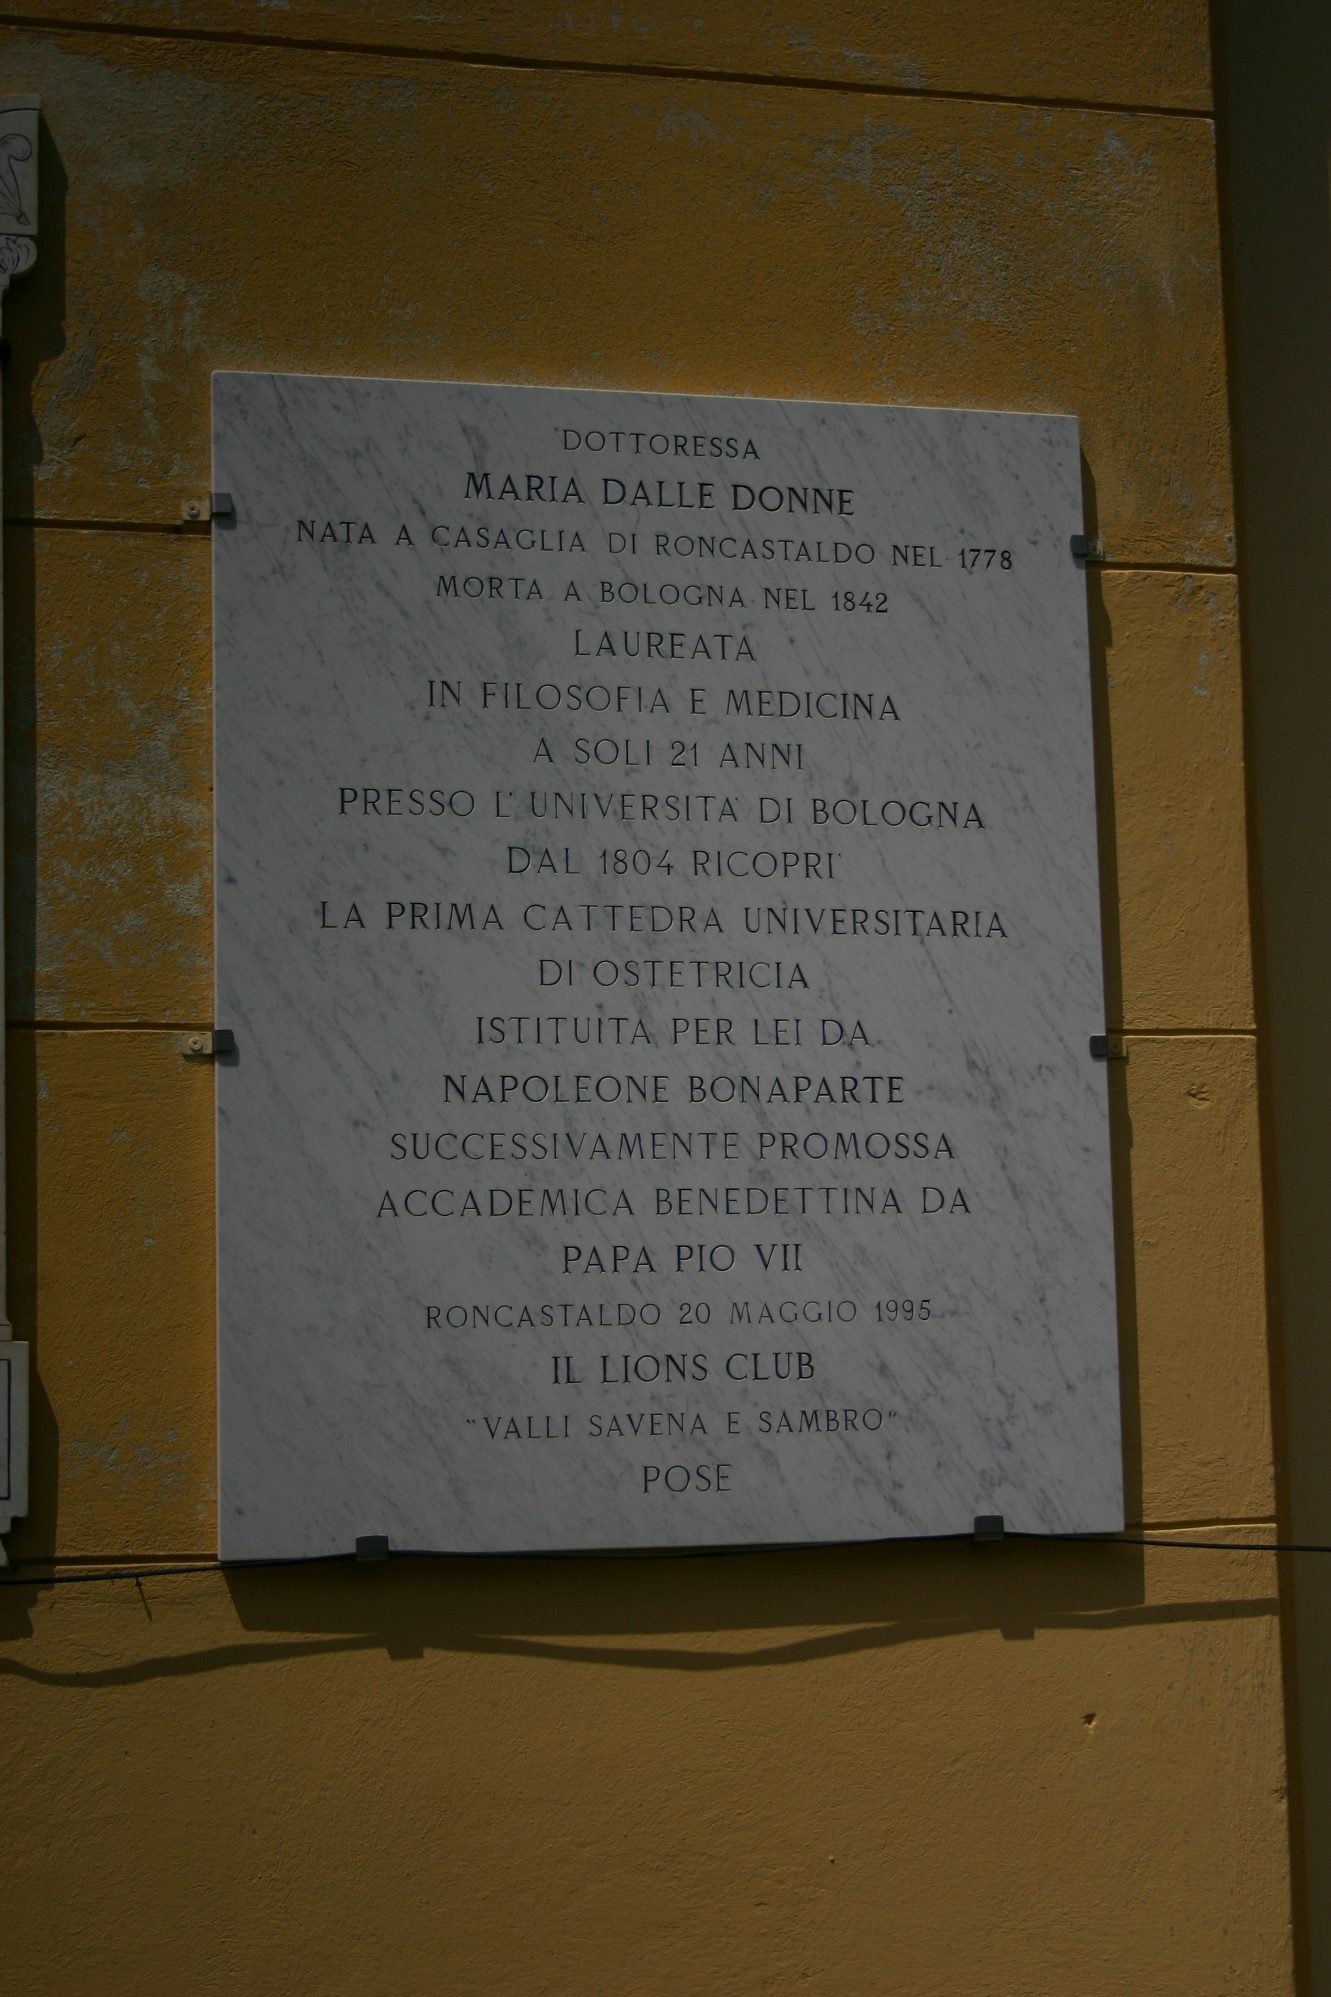 DOTTORESSA
MARIA DALLE DONNE
NATA A CASAGLIA DI RONCASTALDO NEL 1778
MORTA A BOLOGNA NEL 1842
LAUREATA
IN FILOSOFIA E MEDICINA
A SOLI 21 ANNI
PRESSO L'UNIVERSITA' DI BOLOGNA
DAL 1804 RICOPRI'
LA PRIMA CATTEDRA UNIVERSITARIA
DI OSTETRICIA
ISTITUITA PER LEI DA
NAPOLEONE BONAPARTE
SUCCESSIVAMENTE PROMOSSA
ACCADEMICA BENEDETTINA DA
PAPA PIO VII
RONCASTALDO 20 MAGGIO 1995
IL LIONS CLUB
"VALLI SAVENA E SAMBRO"
POSE